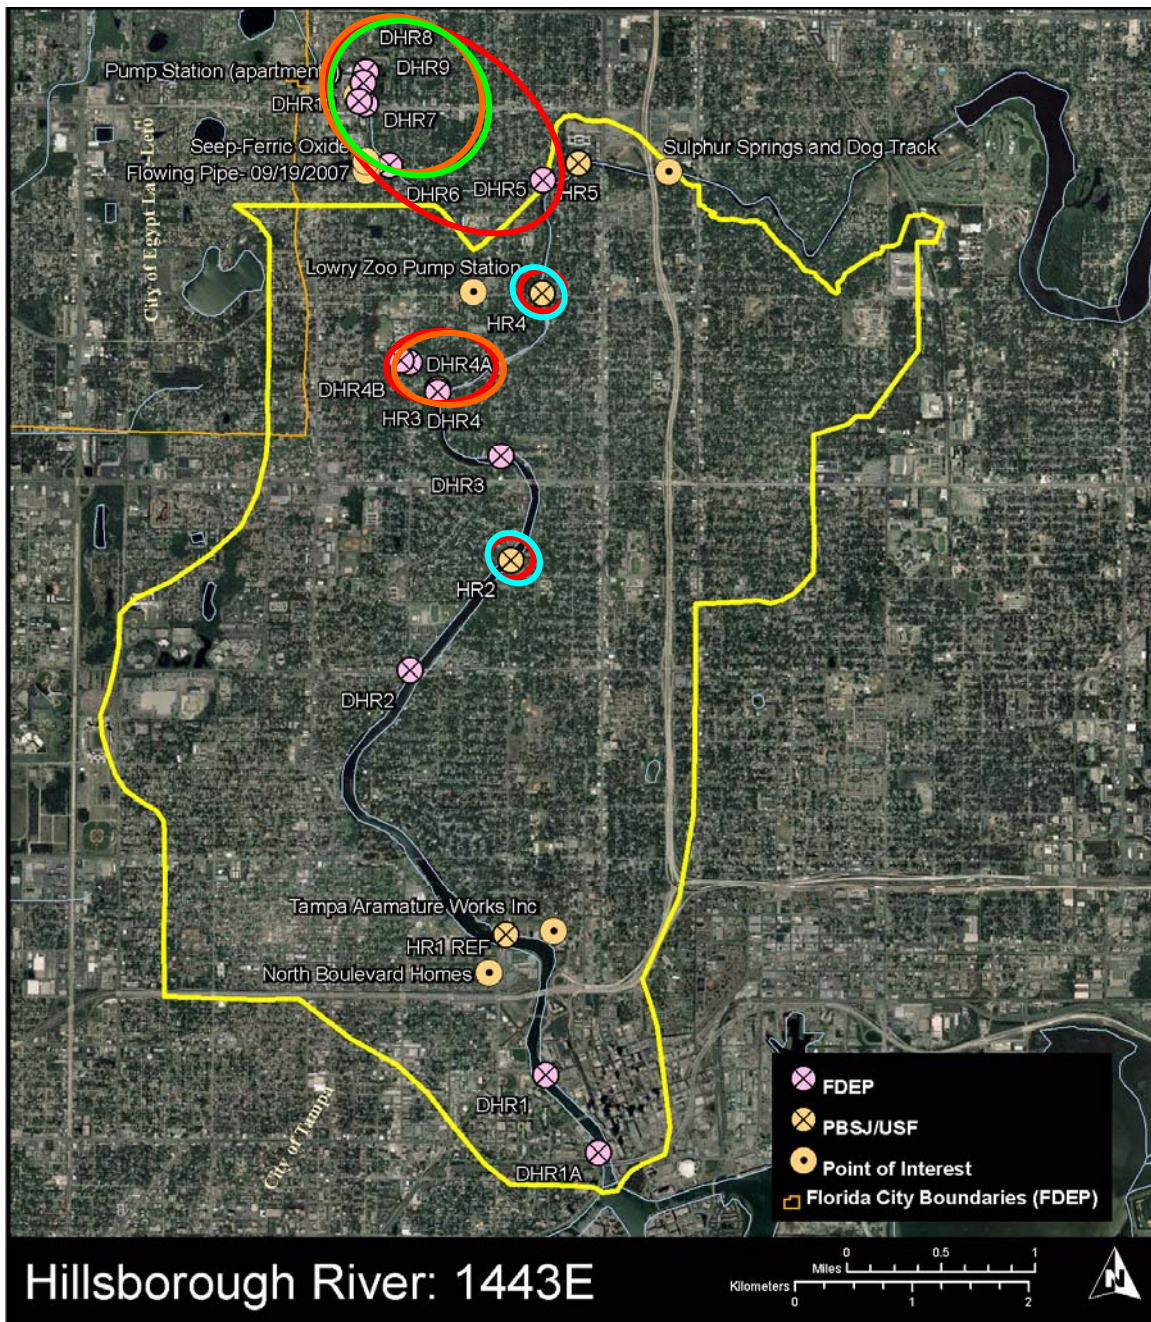 DHR8
Pump Station (apartment)
DHR9
DHR1
DHR7
Seep-Ferric Oxide
Flowing Pipe- 09/19/2007
DHR6
DHR5
HR5
Sulphur Springs and Dog Track
City of Egypt Lake-Leto
Lowry Zoo Pump Station
HR4
DHR4A
DHR4B
HR3
DHR4
DHR3
HR2
DHR2
Tampa Aramature Works Inc
HR1 REF
North Boulevard Homes
DHR1
City of Tampa
DHR1A
FDEP
PBSJ/USF
Point of Interest
Florida City Boundaries (FDEP)
Hillsborough River: 1443E
0 0.5 1
Miles
Kilometers
0 1 2
N